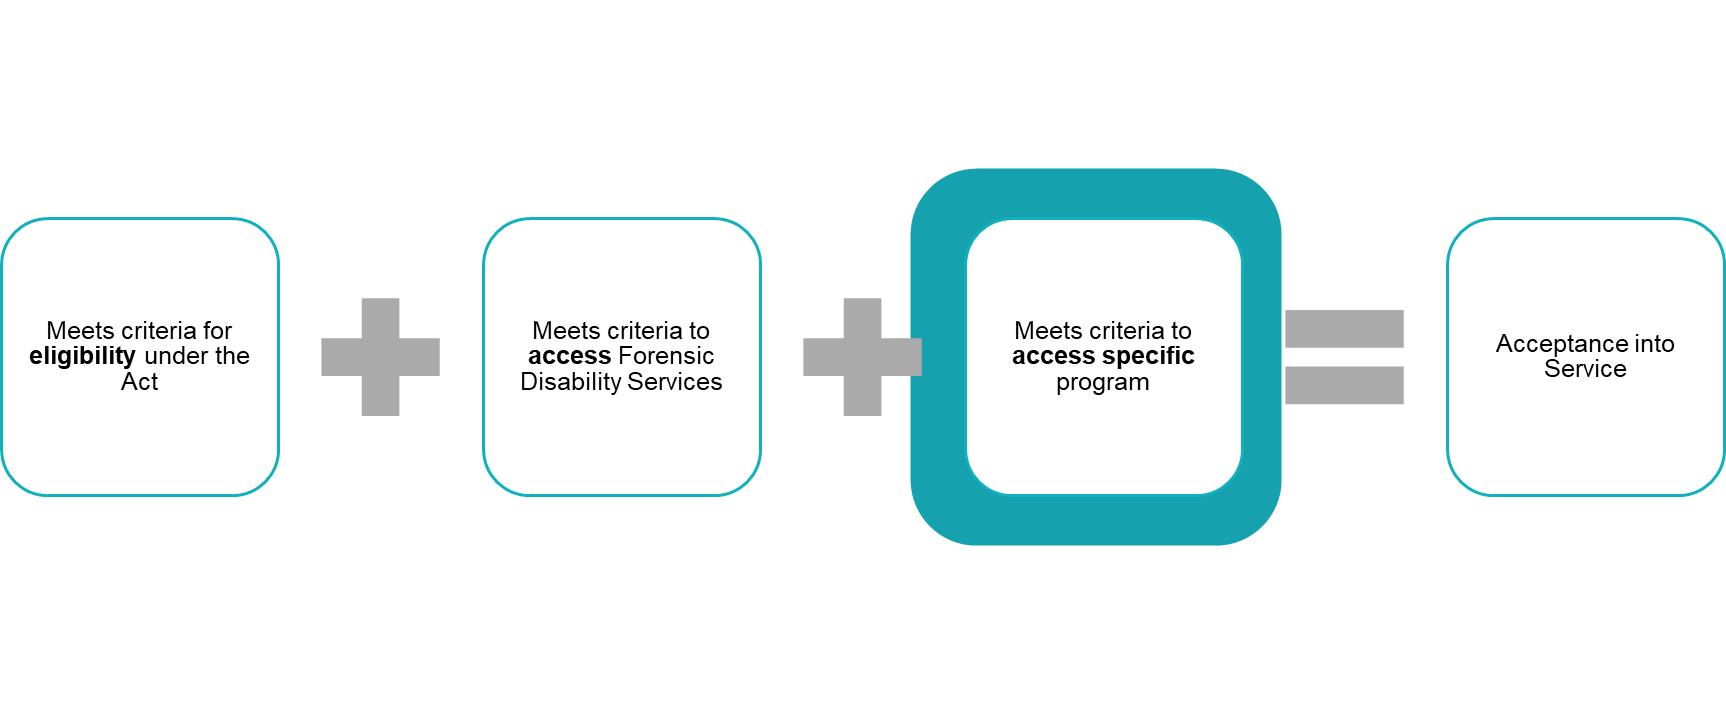 Meets criteria for
eligibility under the
Act
Meets criteria to
access Forensic
Disability Services
Meets criteria to
access specific
program
Acceptance into
Service